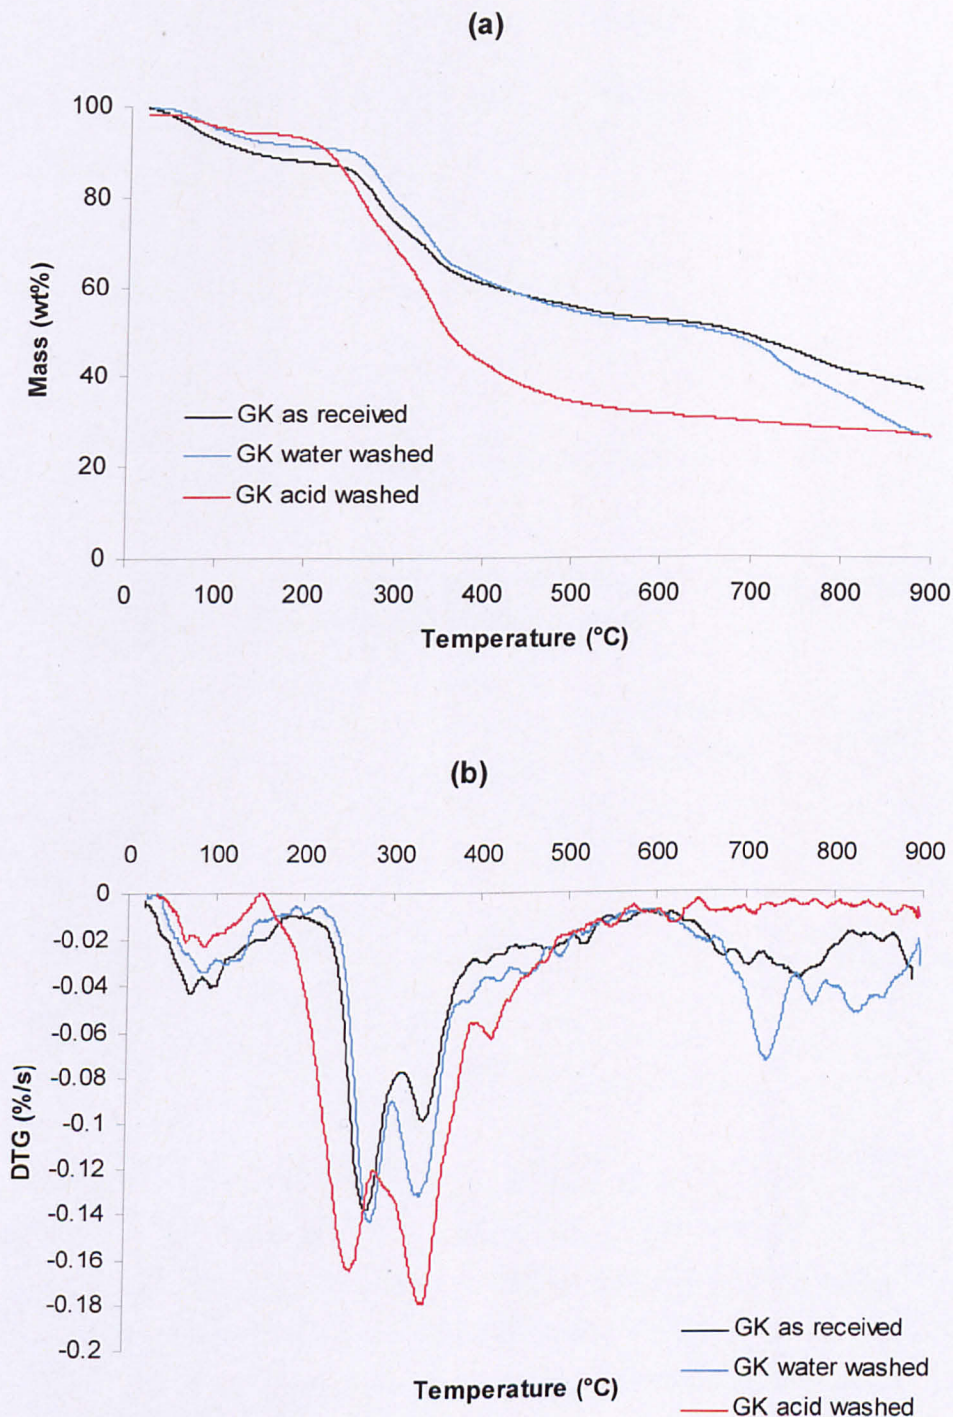 (a)
100
80
60
40
20
0
Mass (wt%)
GK as received
GK water washed
GK acid washed
0 100 200 300 400 500 600 700 800 900
Temperature (°C)
(b)
0 100 200 300 400 500 600 700 800 900
0
-0.02
-0.04
-0.06
-0.08
-0.1
-0.12
-0.14
-0.16
-0.18
-0.2
DTG (%/s)
GK as received
GK water washed
GK acid washed
Temperature (°C)